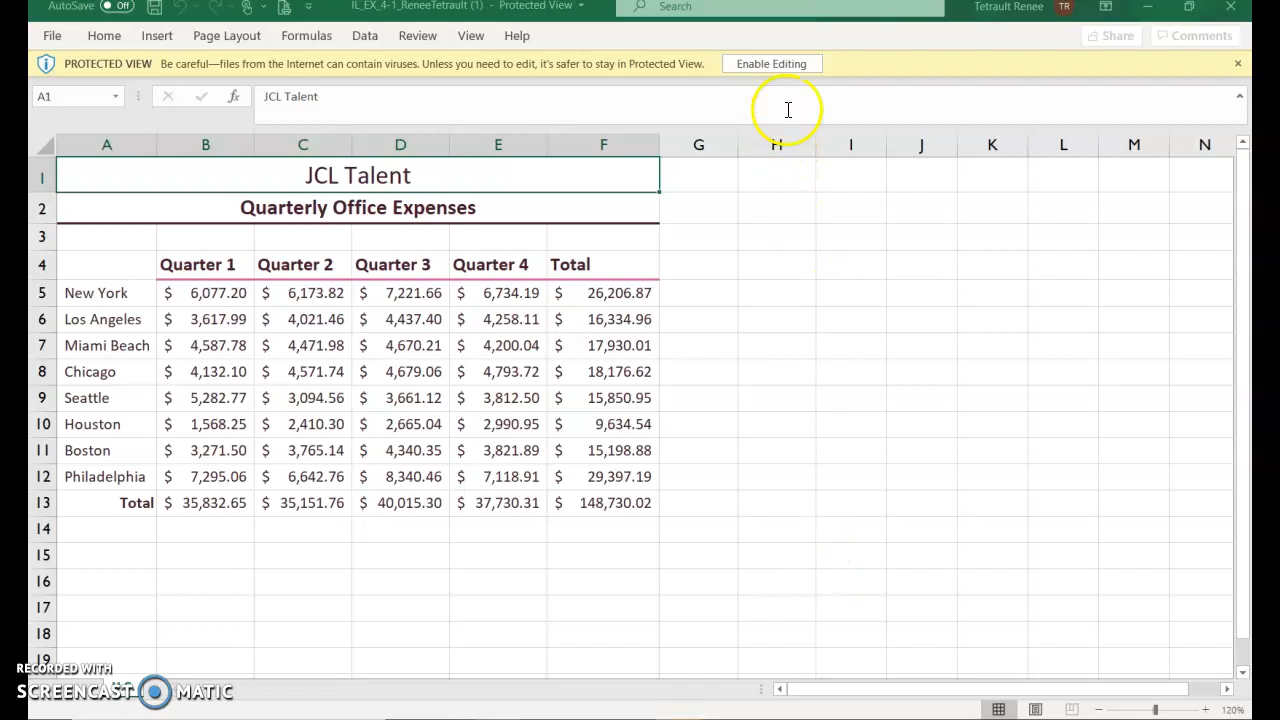 AutoSave Off IL_EX_4-1_ReneeTetrault (1) - Protected View Search Tetrault Renee TR
File Home Insert Page Layout Formulas Data Review View Help Share Comments
PROTECTED VIEW Be careful—files from the Internet can contain viruses. Unless you need to edit, it's safer to stay in Protected View. Enable Editing
A1 fx JCL Talent
A B C D E F G H I J K L M N
1 JCL Talent
2 Quarterly Office Expenses
3
4 Quarter 1 Quarter 2 Quarter 3 Quarter 4 Total
5 New York $ 6,077.20 $ 6,173.82 $ 7,221.66 $ 6,734.19 $ 26,206.87
6 Los Angeles $ 3,617.99 $ 4,021.46 $ 4,437.40 $ 4,258.11 $ 16,334.96
7 Miami Beach $ 4,587.78 $ 4,471.98 $ 4,670.21 $ 4,200.04 $ 17,930.01
8 Chicago $ 4,132.10 $ 4,571.74 $ 4,679.06 $ 4,793.72 $ 18,176.62
9 Seattle $ 5,282.77 $ 3,094.56 $ 3,661.12 $ 3,812.50 $ 15,850.95
10 Houston $ 1,568.25 $ 2,410.30 $ 2,665.04 $ 2,990.95 $ 9,634.54
11 Boston $ 3,271.50 $ 3,765.14 $ 4,340.35 $ 3,821.89 $ 15,198.88
12 Philadelphia $ 7,295.06 $ 6,642.76 $ 8,340.46 $ 7,118.91 $ 29,397.19
13 Total $ 35,832.65 $ 35,151.76 $ 40,015.30 $ 37,730.31 $ 148,730.02
14
15
16
17
18
19
RECORDED WITH
SCREENCAST MATIC
120%